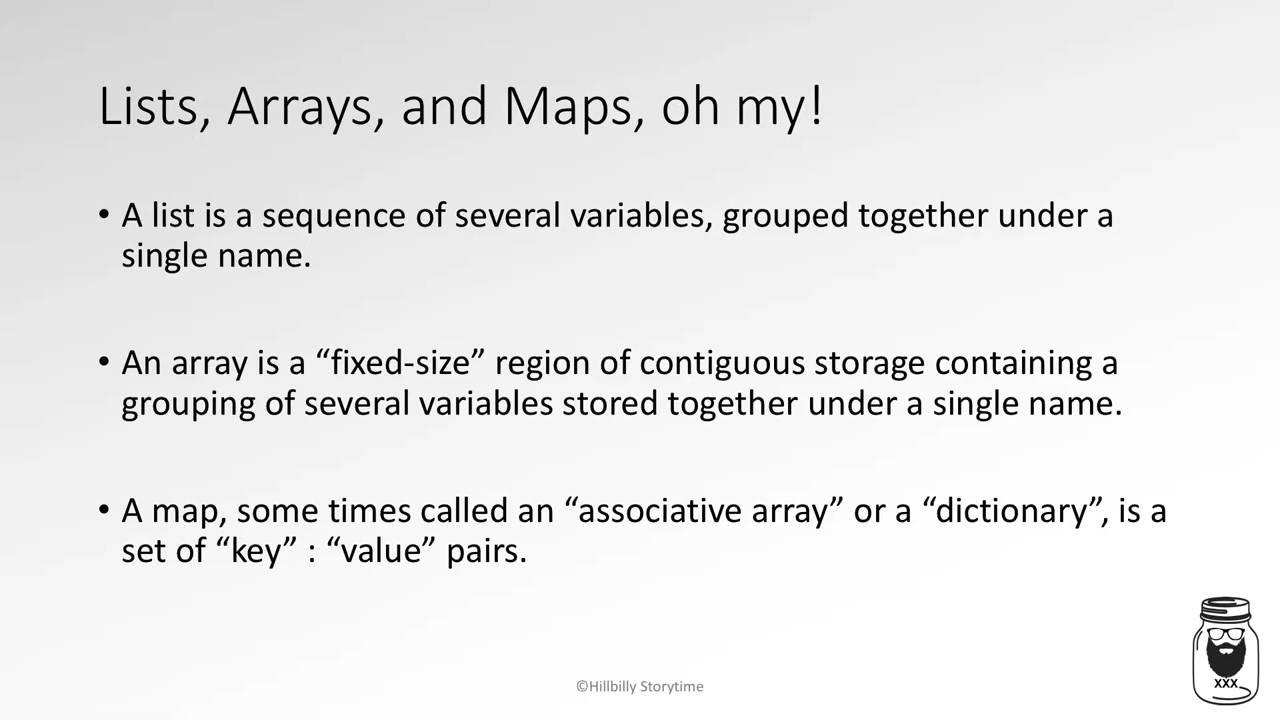 Lists, Arrays, and Maps, oh my!
• A list is a sequence of several variables, grouped together under a
single name.
• An array is a “fixed-size” region of contiguous storage containing a
grouping of several variables stored together under a single name.
• A map, some times called an “associative array” or a “dictionary”, is a
set of “key” : “value” pairs.
XXX
©Hillbilly Storytime